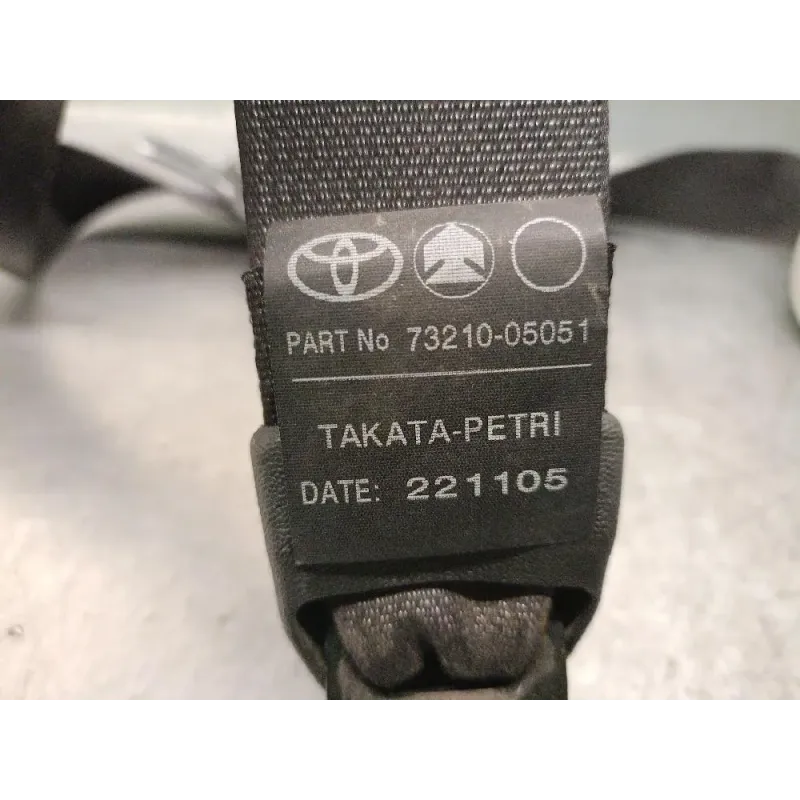 PART No 73210-05051
TAKATA-PETRI
DATE: 221105